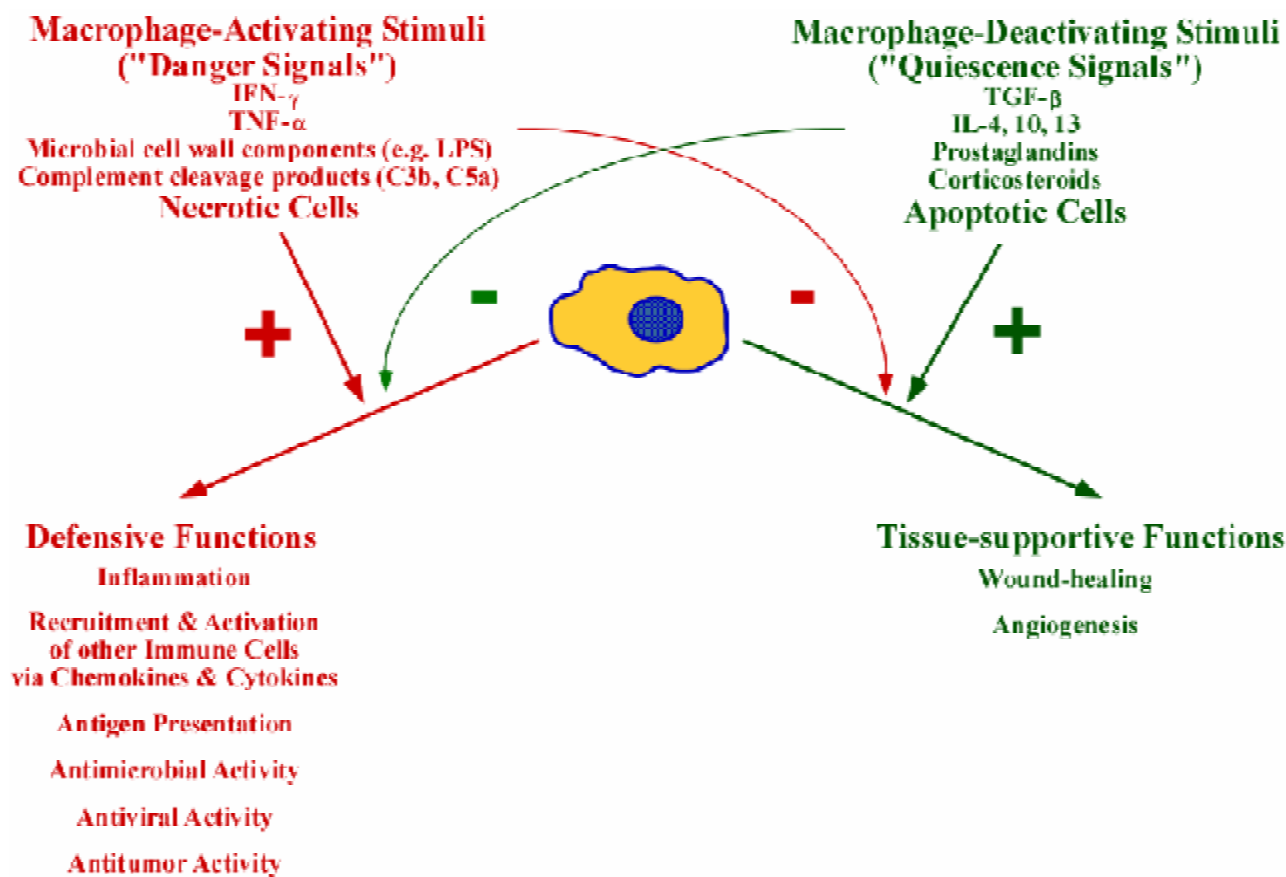 Macrophage-Activating Stimuli
("Danger Signals")
IFN-γ
TNF-α
Microbial cell wall components (e.g. LPS)
Complement cleavage products (C3b, C5a)
Necrotic Cells
Macrophage-Deactivating Stimuli
("Quiescence Signals")
TGF-β
IL-4, 10, 13
Prostaglandins
Corticosteroids
Apoptotic Cells
+
-
-
+
Defensive Functions
Inflammation
Recruitment & Activation
of other Immune Cells
via Chemokines & Cytokines
Antigen Presentation
Antimicrobial Activity
Antiviral Activity
Antitumor Activity
Tissue-supportive Functions
Wound-healing
Angiogenesis